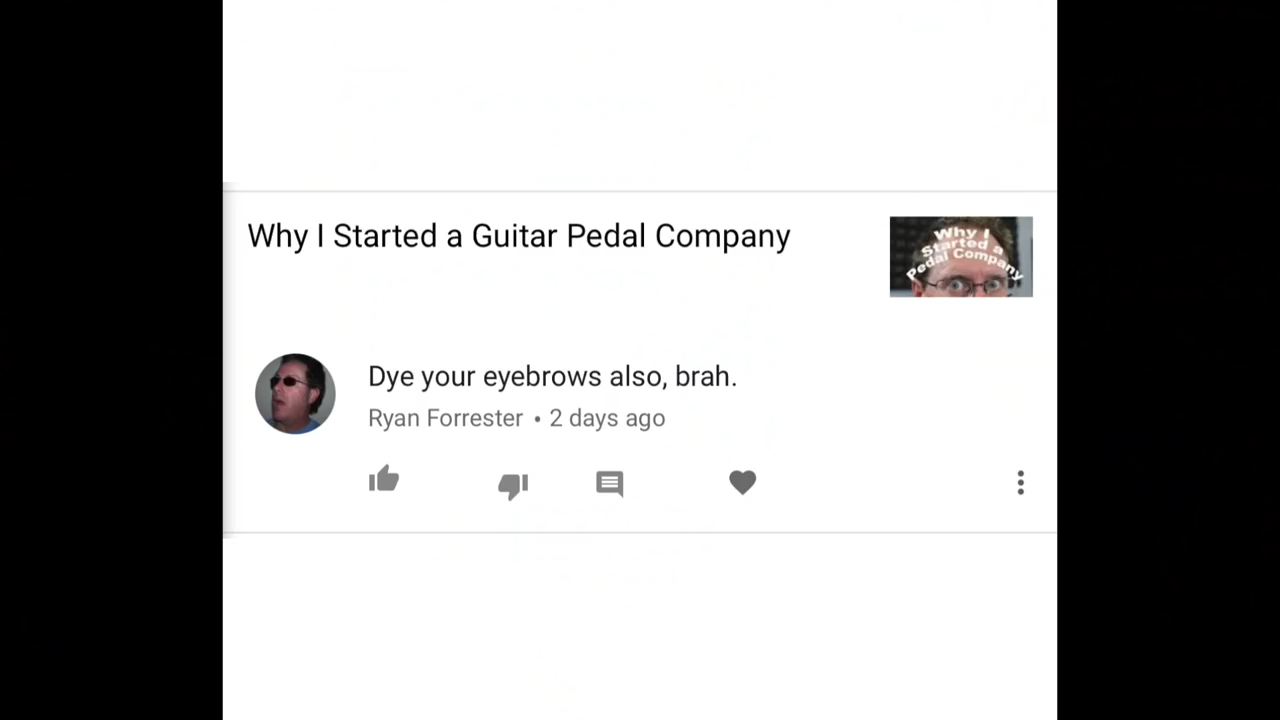 Why I Started a Guitar Pedal Company
Why I
Started a
Pedal Company
Dye your eyebrows also, brah.
Ryan Forrester • 2 days ago